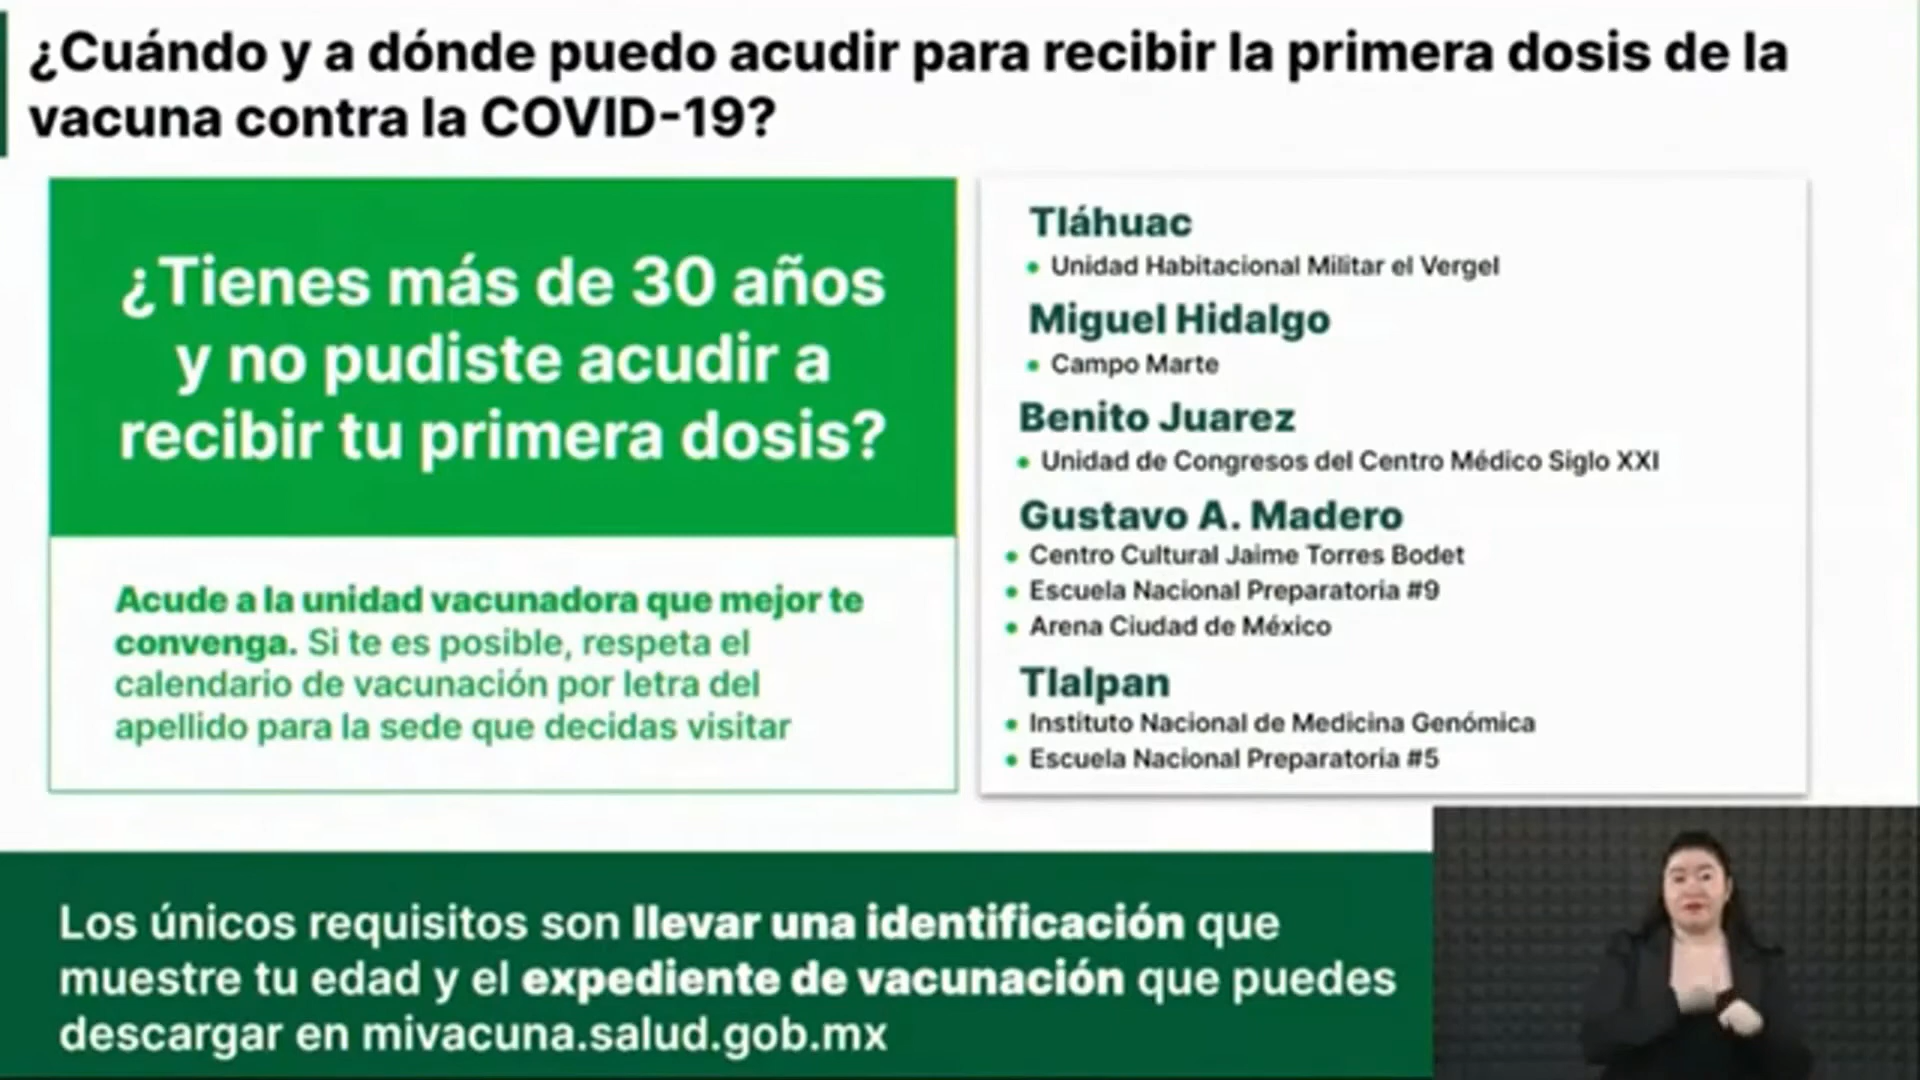 ¿Cuándo y a dónde puedo acudir para recibir la primera dosis de la
vacuna contra la COVID-19?
¿Tienes más de 30 años
y no pudiste acudir a
recibir tu primera dosis?
Acude a la unidad vacunadora que mejor te
convenga. Si te es posible, respeta el
calendario de vacunación por letra del
apellido para la sede que decidas visitar
Tláhuac
• Unidad Habitacional Militar el Vergel
Miguel Hidalgo
• Campo Marte
Benito Juarez
• Unidad de Congresos del Centro Médico Siglo XXI
Gustavo A. Madero
• Centro Cultural Jaime Torres Bodet
• Escuela Nacional Preparatoria #9
• Arena Ciudad de México
Tlalpan
• Instituto Nacional de Medicina Genómica
• Escuela Nacional Preparatoria #5
Los únicos requisitos son llevar una identificación que
muestre tu edad y el expediente de vacunación que puedes
descargar en mivacuna.salud.gob.mx